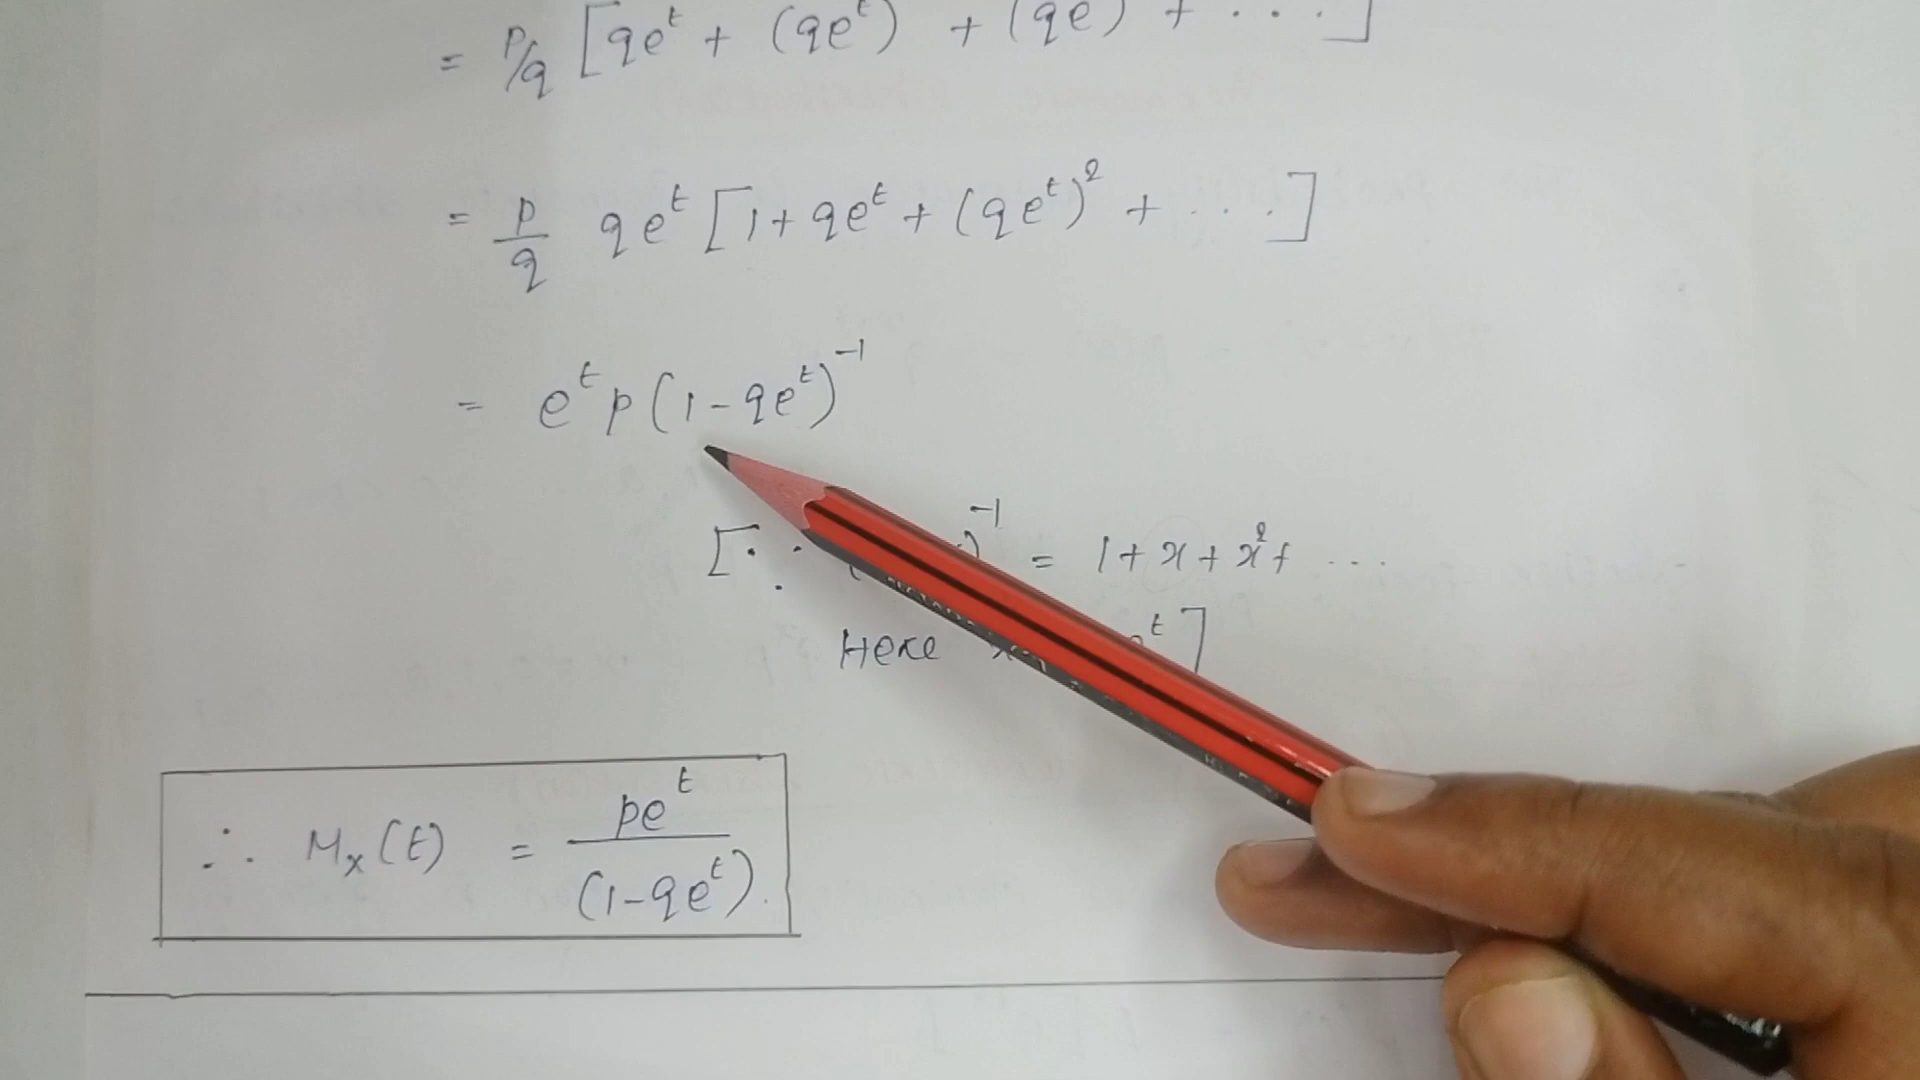 = p/q [qe^t + (qe^t) + (qe) + ...]
= p/q qe^t [1 + qe^t + (qe^t)^2 + ....]
= e^t p (1 - qe^t)^-1
[∵ ( )^-1 = 1 + x + x^2 + ...
Here x = e^t]
∴ M_x(t) = pe^t / (1 - qe^t).